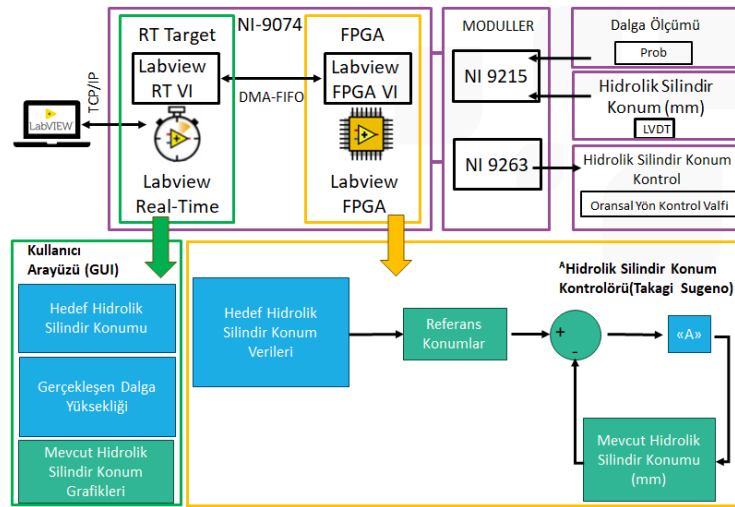 NI-9074
RT Target
Labview
RT VI
TCP/IP
LabVIEW
DMA-FIFO
Labview
Real-Time
FPGA
Labview
FPGA VI
Labview
FPGA
MODULLER
NI 9215
NI 9263
Dalga Ölçümü
Prob
Hidrolik Silindir
Konum (mm)
LVDT
Hidrolik Silindir Konum
Kontrol
Oransal Yön Kontrol Valfi
Kullanıcı
Arayüzü (GUI)
Hedef Hidrolik
Silindir Konumu
Gerçekleşen Dalga
Yüksekliği
Mevcut Hidrolik
Silindir Konum
Grafikleri
Hedef Hidrolik
Silindir Konum
Verileri
Referans
Konumlar
+
-
ᴬHidrolik Silindir Konum
Kontrolörü(Takagi Sugeno)
«A»
Mevcut Hidrolik
Silindir Konumu
(mm)